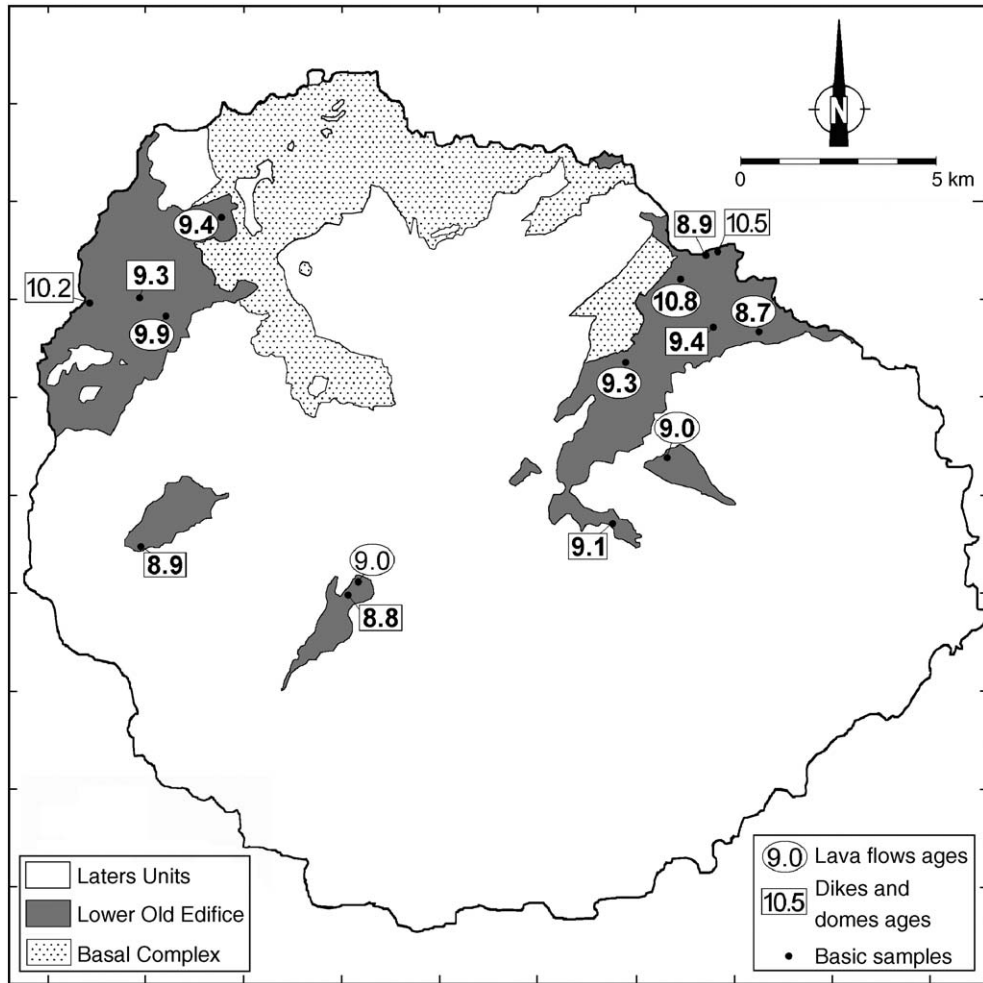 N
0 5 km
8.9 10.5
9.4
10.2 9.3
10.8 8.7
9.9
9.4
9.3
9.0
9.1
8.9
9.0
8.8
Laters Units
Lower Old Edifice
Basal Complex
9.0 Lava flows ages
10.5 Dikes and
domes ages
Basic samples